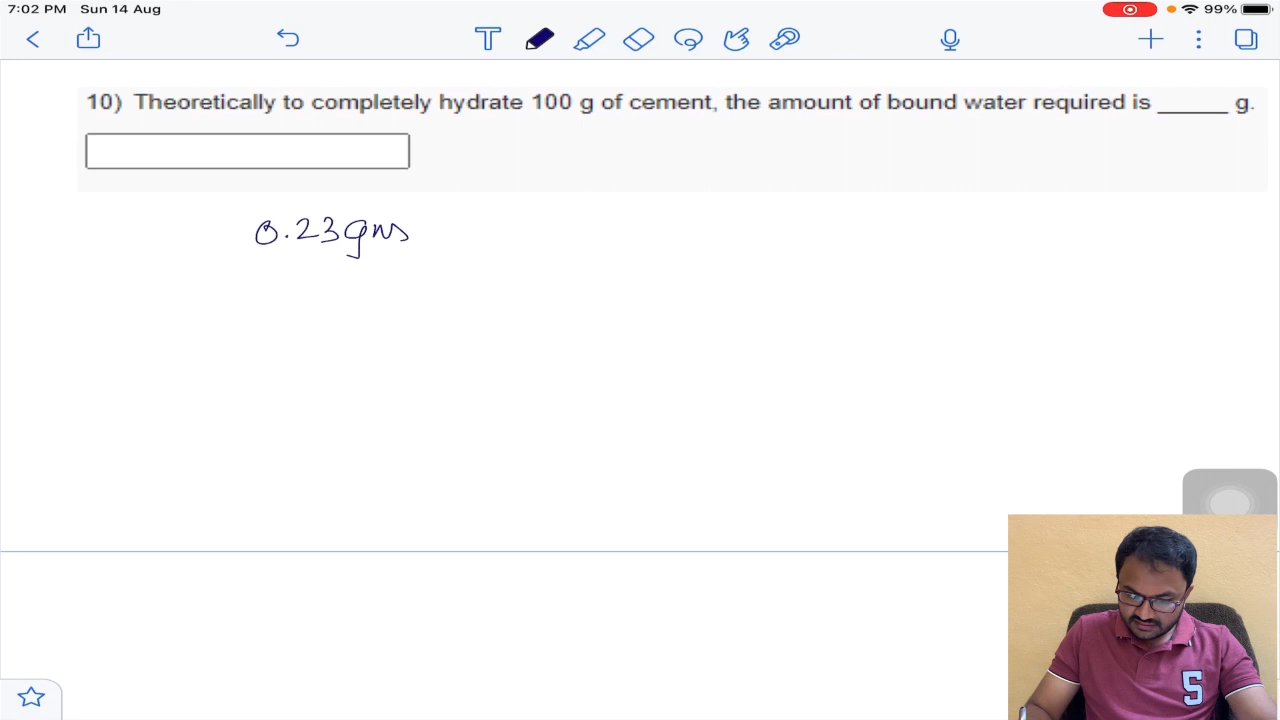 7:02 PM Sun 14 Aug
99%
T
10) Theoretically to completely hydrate 100 g of cement, the amount of bound water required is ______ g.
0.23gms
S